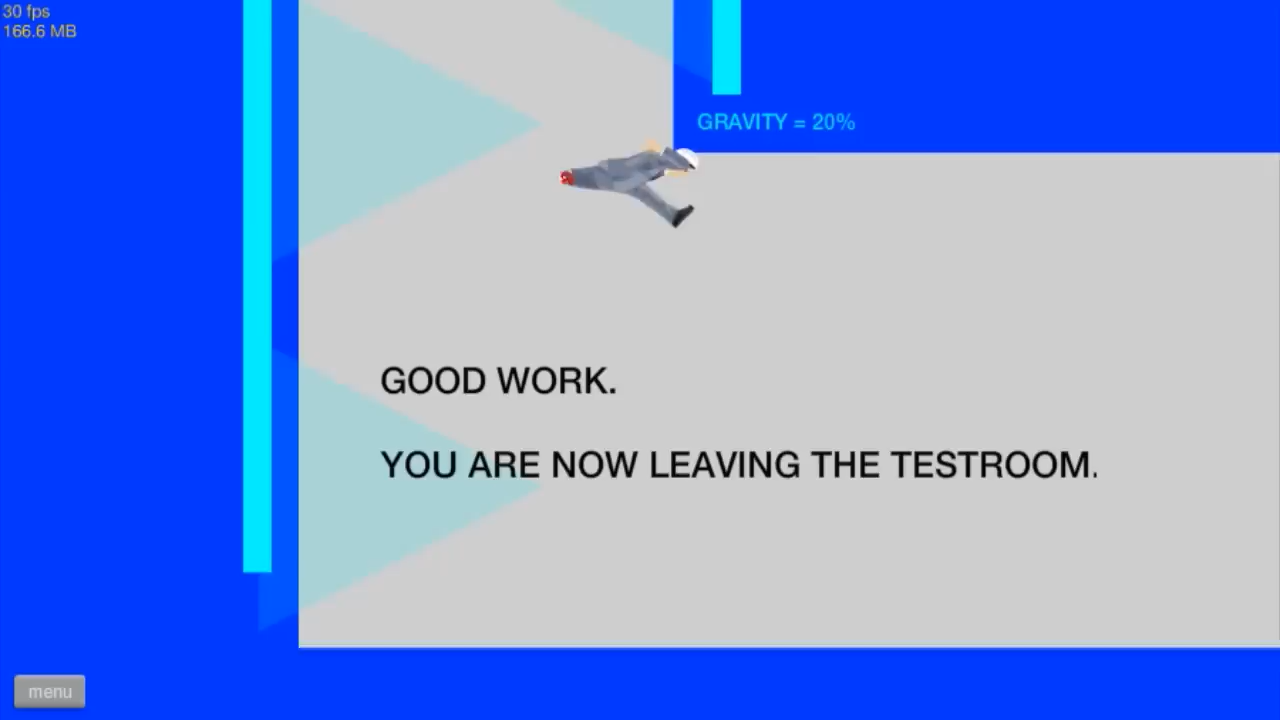 30 fps
166.6 MB
GRAVITY = 20%
GOOD WORK.
YOU ARE NOW LEAVING THE TESTROOM.
menu